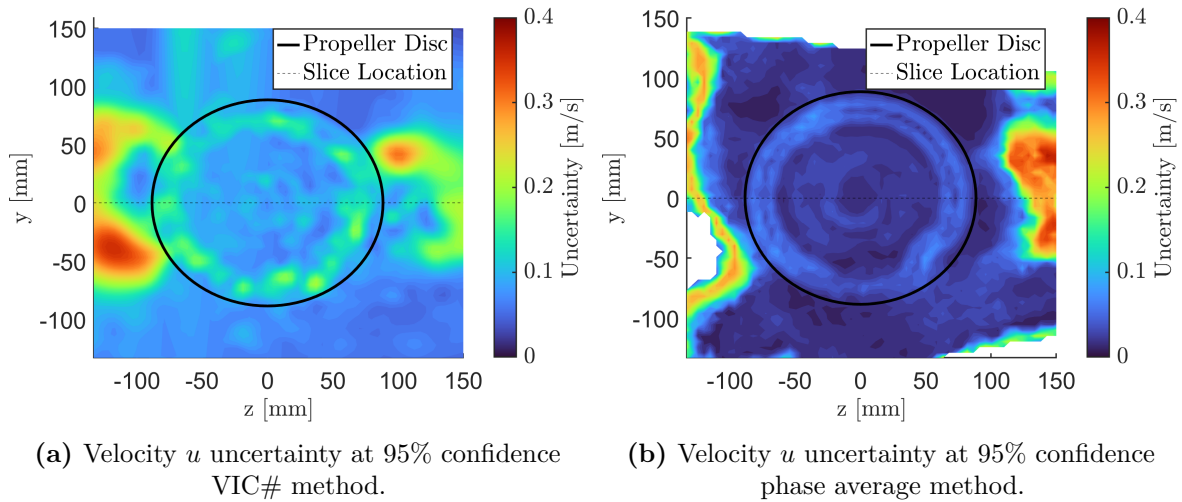 150
100
50
0
-50
-100
y [mm]
-100 -50 0 50 100 150
z [mm]
Propeller Disc
Slice Location
0.4
0.3
0.2
0.1
0
Uncertainty [m/s]
150
100
50
0
-50
-100
y [mm]
-100 -50 0 50 100 150
z [mm]
Propeller Disc
Slice Location
0.4
0.3
0.2
0.1
0
Uncertainty [m/s]
(a) Velocity u uncertainty at 95% confidence
VIC# method.
(b) Velocity u uncertainty at 95% confidence
phase average method.